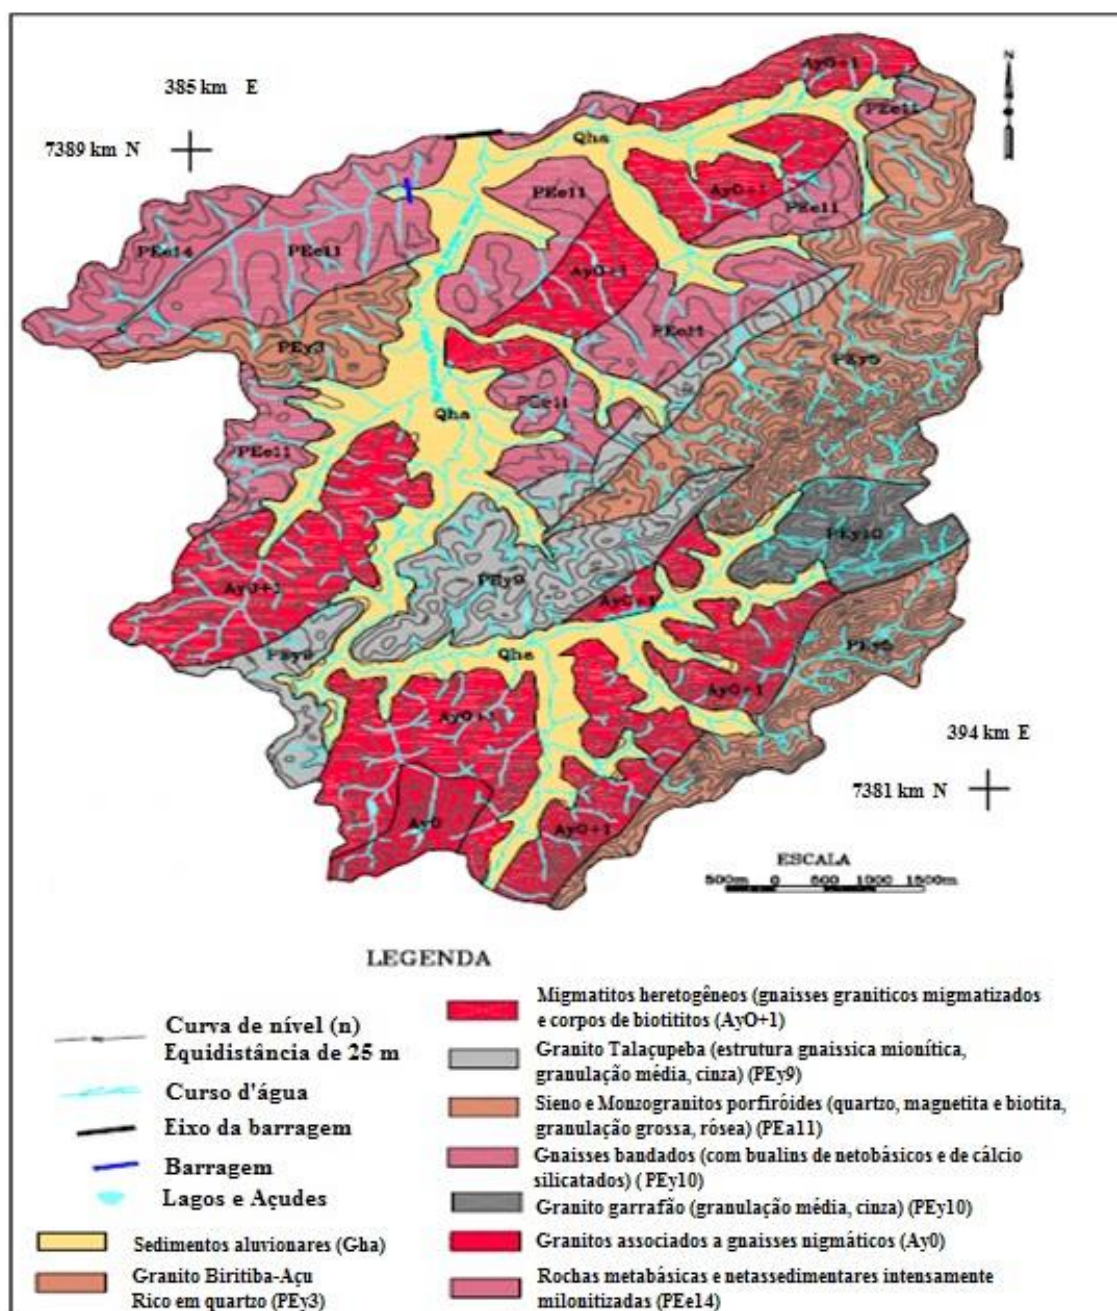 385 km E
7389 km N
N
AyO+1
Qha
PEe11
PEe11
AyO+1
PEe11
PEe14
PEe11
AyO+1
PEe11
PEy3
PEy5
Qha
PEe11
PEe11
PEy10
AyO+1
PEy9
AyO+1
PEy9
Qha
PEy5
AyO+1
AyO+1
394 km E
7381 km N
Ay0
AyO+1
ESCALA
500m 0 500 1000 1500m
LEGENDA
Curva de nível (n)
Equidistância de 25 m
Curso d'água
Eixo da barragem
Barragem
Lagos e Açudes
Sedimentos aluvionares (Gha)
Granito Biritiba-Açu
Rico em quartzo (PEy3)
Migmatitos heretogêneos (gnaisses graniticos migmatizados
e corpos de biotititos (AyO+1)
Granito Talaçupeba (estrutura gnaissica mionítica,
granulação média, cinza) (PEy9)
Sieno e Monzogranitos porfiróides (quartzo, magnetita e biotita,
granulação grossa, rósea) (PEa11)
Gnaisses bandados (com bualins de netobásicos e de câlcio
silicatados) ( PEy10)
Granito garrafão (granulação média, cinza) (PEy10)
Granitos associados a gnaisses nigmáticos (Ay0)
Rochas metabásicas e netassedimentares intensamente
milonitizadas (PEe14)